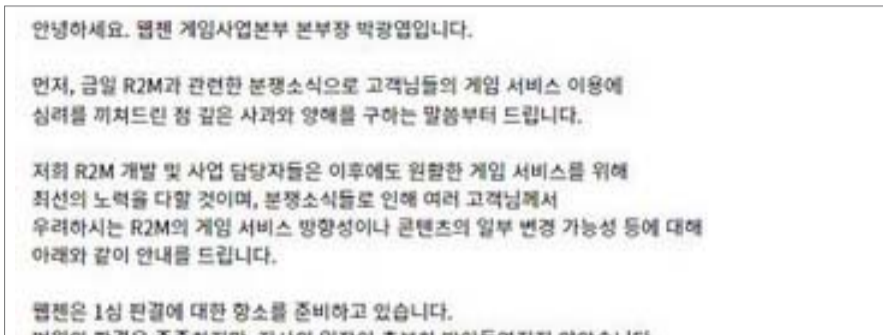 안녕하세요. 웹젠 게임사업본부 본부장 박광엽입니다.
먼저, 금일 R2M과 관련한 분쟁소식으로 고객님들의 게임 서비스 이용에
심려를 끼쳐드린 점 깊은 사과와 양해를 구하는 말씀부터 드립니다.
저희 R2M 개발 및 사업 담당자들은 이후에도 원활한 게임 서비스를 위해
최선의 노력을 다할 것이며, 분쟁소식들로 인해 여러 고객님께서
우려하시는 R2M의 게임 서비스 방향성이나 콘텐츠의 일부 변경 가능성 등에 대해
아래와 같이 안내를 드립니다.
웹젠은 1심 판결에 대한 항소를 준비하고 있습니다.